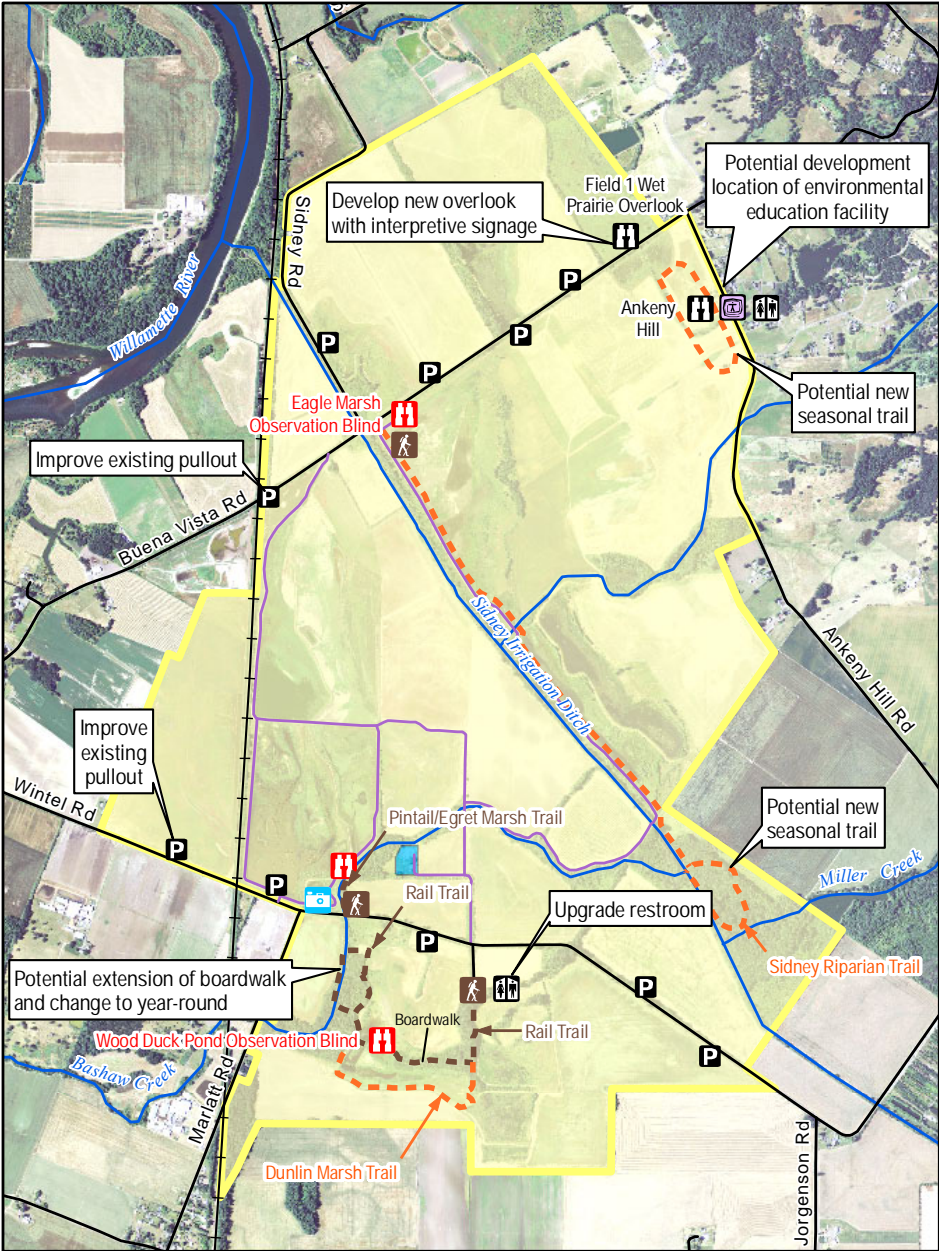 Potential development
location of environmental
education facility
Field 1 Wet
Prairie Overlook
Develop new overlook
with interpretive signage
Sidney Rd
Willamette River
P
Ankeny
Hill
P
P
P
Potential new
seasonal trail
Eagle Marsh
Observation Blind
Improve existing pullout
P
Buena Vista Rd
Sidney Irrigation Ditch
Ankeny Hill Rd
Improve
existing
pullout
Wintel Rd
P
Pintail/Egret Marsh Trail
Potential new
seasonal trail
Miller Creek
P
Rail Trail
Upgrade restroom
P
Sidney Riparian Trail
Potential extension of boardwalk
and change to year-round
P
Boardwalk
Rail Trail
Wood Duck Pond Observation Blind
P
Bashaw Creek
Marlatt Rd
Dunlin Marsh Trail
Jorgenson Rd